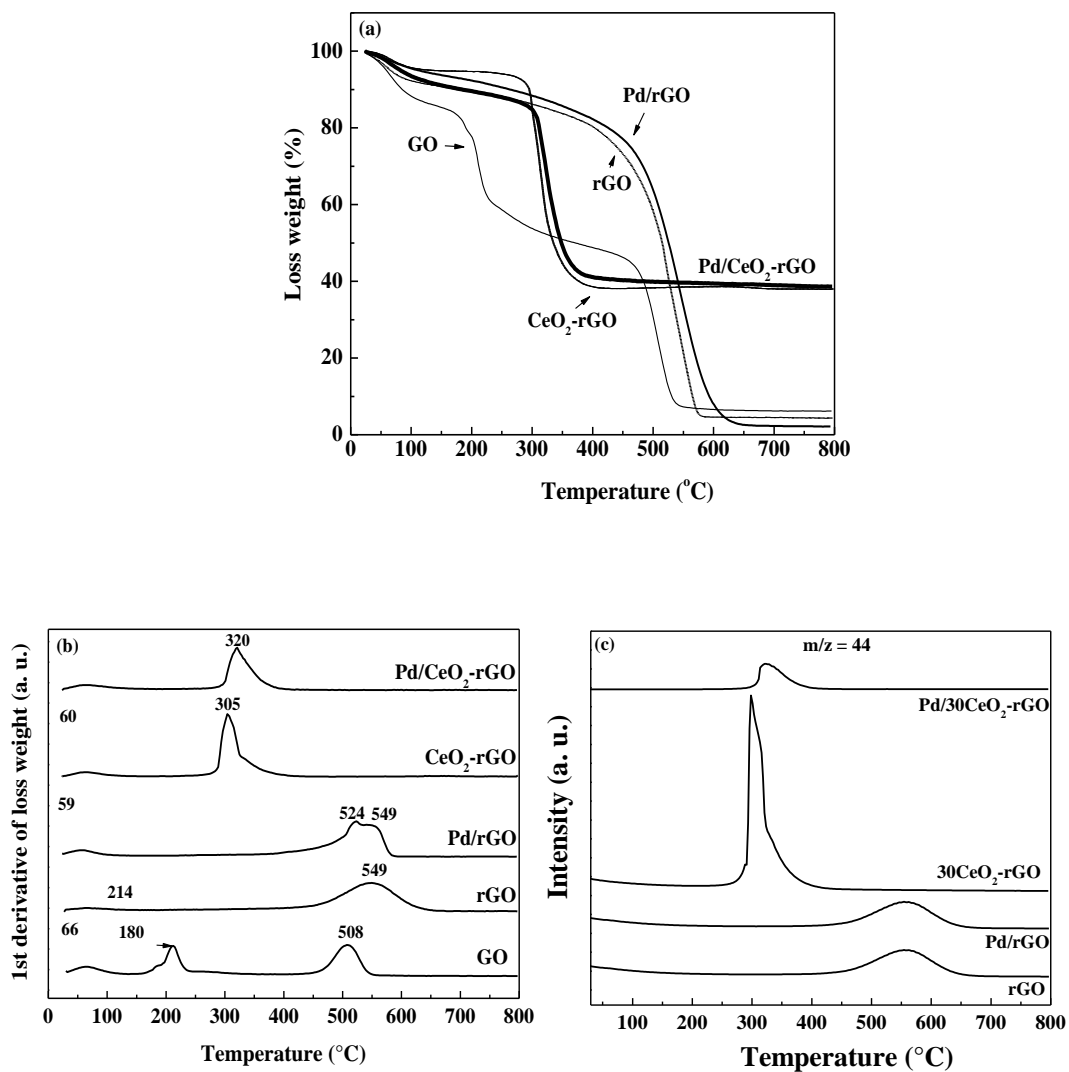 (a)
100
80
60
40
20
0
Loss weight (%)
Pd/rGO
GO
rGO
Pd/CeO₂-rGO
CeO₂-rGO
0 100 200 300 400 500 600 700 800
Temperature (°C)
(b)
1st derivative of loss weight (a. u.)
320
Pd/CeO₂-rGO
60
305
CeO₂-rGO
59
524 549
Pd/rGO
549
214
rGO
66 180 508
GO
0 100 200 300 400 500 600 700 800
Temperature (°C)
(c)
m/z = 44
Intensity (a. u.)
Pd/30CeO₂-rGO
30CeO₂-rGO
Pd/rGO
rGO
100 200 300 400 500 600 700 800
Temperature (°C)